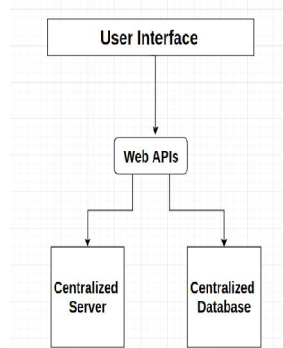 User Interface
Web APIs
Centralized
Server
Centralized
Database